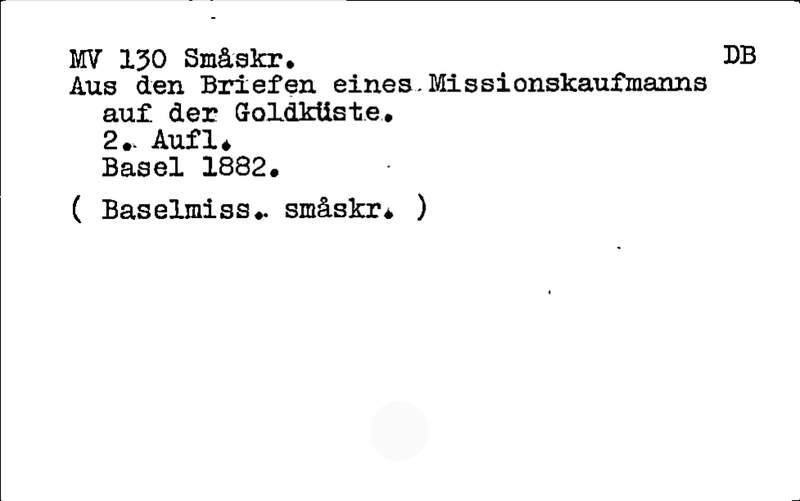 MV 130 Småskr. DB
Aus den Briefen eines Missionskaufmanns
auf der Goldküste.
2. Aufl.
Basel 1882.
( Baselmiss. småskr. )